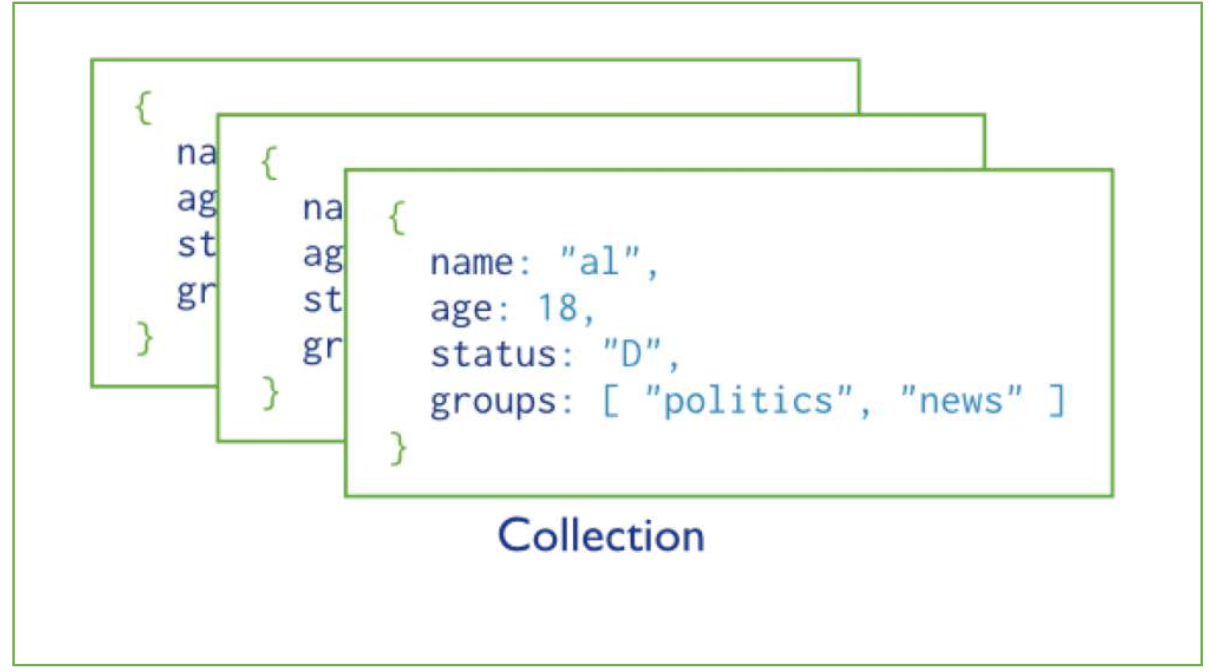 {
na
ag
st
gr
}
{
na
ag
st
gr
}
{
name: "al",
age: 18,
status: "D",
groups: [ "politics", "news" ]
}
Collection